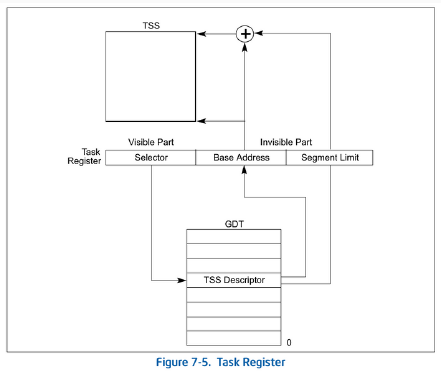 TSS
+
Visible Part Invisible Part
Task
Register
Selector Base Address Segment Limit
GDT
TSS Descriptor
0
Figure 7-5. Task Register